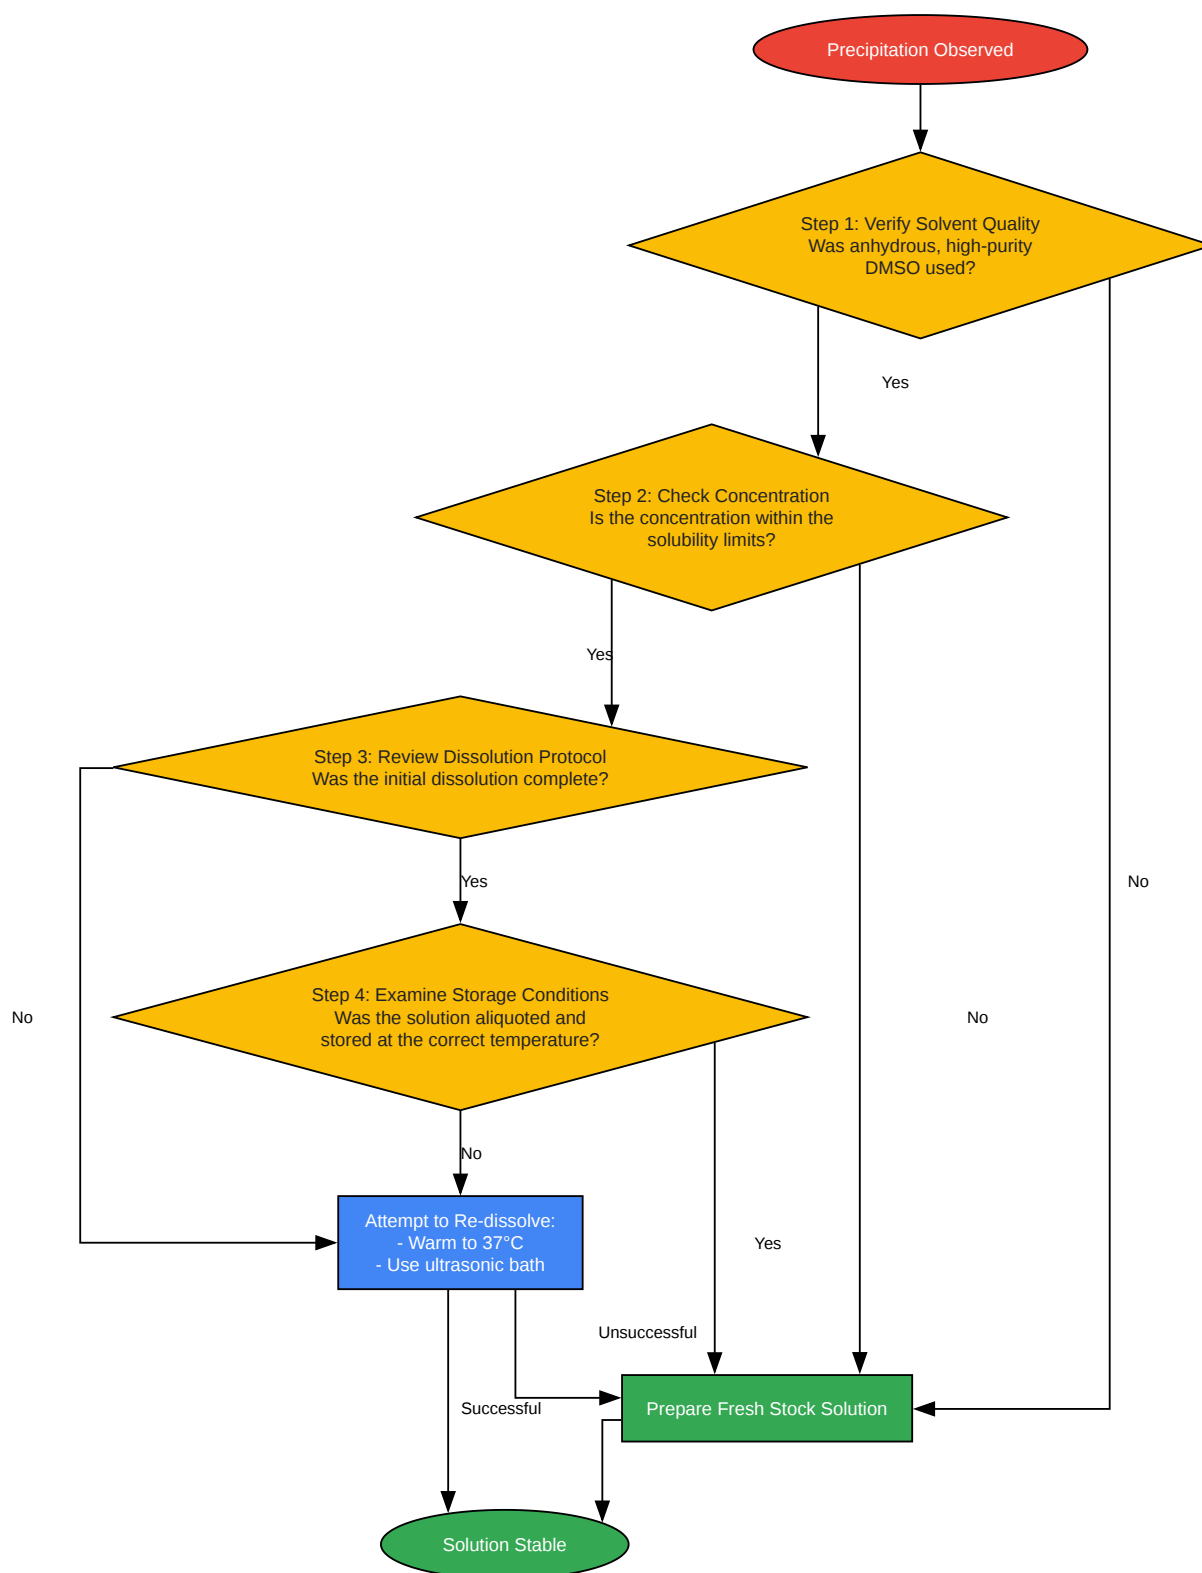 Precipitation Observed
Step 1: Verify Solvent Quality
Was anhydrous, high-purity
DMSO used?
Yes
Step 2: Check Concentration
Is the concentration within the
solubility limits?
Yes
Step 3: Review Dissolution Protocol
Was the initial dissolution complete?
Yes
No
Step 4: Examine Storage Conditions
Was the solution aliquoted and
stored at the correct temperature?
No
No
No
Attempt to Re-dissolve:
- Warm to 37°C
- Use ultrasonic bath
Yes
Unsuccessful
Successful
Prepare Fresh Stock Solution
Solution Stable